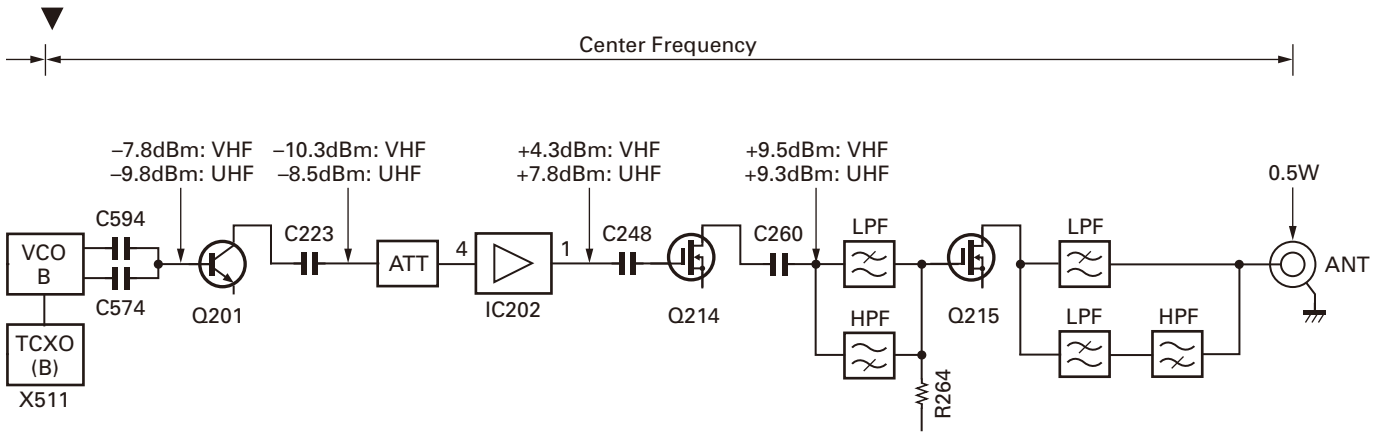 Center Frequency
–7.8dBm: VHF
–9.8dBm: UHF
–10.3dBm: VHF
–8.5dBm: UHF
+4.3dBm: VHF
+7.8dBm: UHF
+9.5dBm: VHF
+9.3dBm: UHF
0.5W
C594
VCO
B
C574
TCXO
(B)
X511
Q201
C223
ATT
4
IC202
1
C248
Q214
C260
LPF
HPF
R264
Q215
LPF
LPF
HPF
ANT